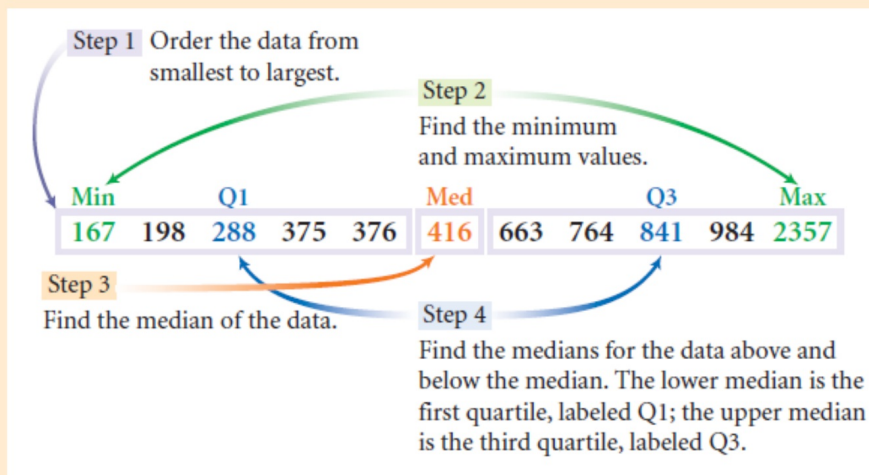 Step 1 Order the data from
smallest to largest.
Step 2
Find the minimum
and maximum values.
Min Q1 Med Q3 Max
167 198 288 375 376 416 663 764 841 984 2357
Step 3
Find the median of the data.
Step 4
Find the medians for the data above and
below the median. The lower median is the
first quartile, labeled Q1; the upper median
is the third quartile, labeled Q3.